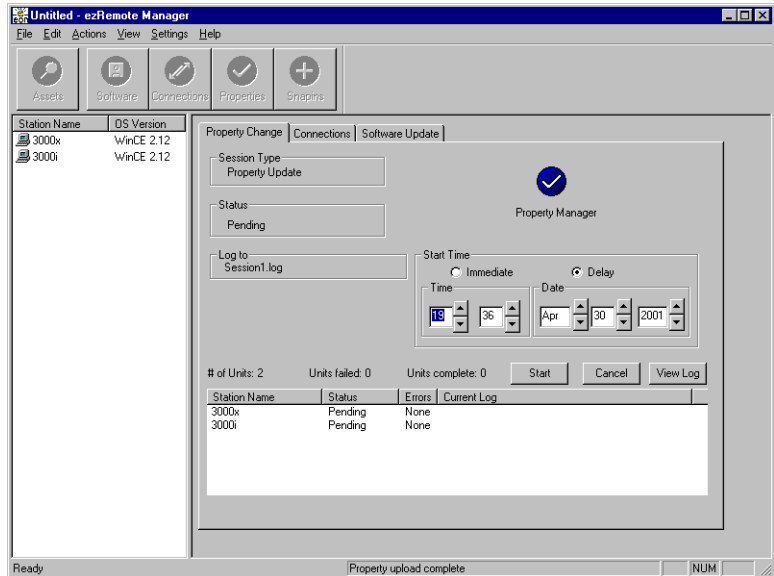 Untitled - ezRemote Manager
File Edit Actions View Settings Help
Assets Software Connections Properties Snapins
Station Name OS Version
3000x WinCE 2.12
3000i WinCE 2.12
Property Change Connections Software Update
Session Type
Property Update
Status
Pending
Property Manager
Log to
Session1.log
Start Time
Immediate Delay
Time Date
19 36 Apr 30 2001
# of Units: 2 Units failed: 0 Units complete: 0 Start Cancel View Log
Station Name Status Errors Current Log
3000x Pending None
3000i Pending None
Ready Property upload complete NUM